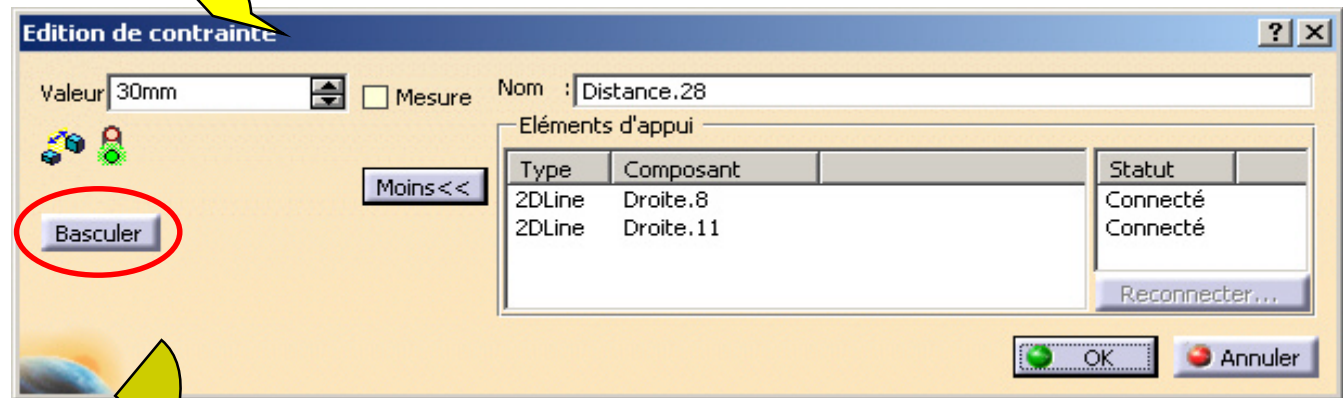 Edition de contrainte
Valeur 30mm Mesure Nom : Distance.28
Eléments d'appui
Type Composant Statut
2DLine Droite.8 Connecté
2DLine Droite.11 Connecté
Moins<<
Basculer
Reconnecter...
OK Annuler